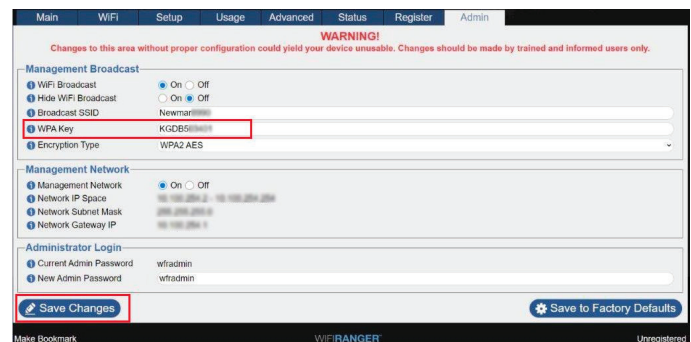 Main WiFi Setup Usage Advanced Status Register Admin
WARNING!
Changes to this area without proper configuration could yield your device unusable. Changes should be made by trained and informed users only.
Management Broadcast
WiFi Broadcast On Off
Hide WiFi Broadcast On Off
Broadcast SSID Newmar
WPA Key KGDB5
Encryption Type WPA2 AES
Management Network
Management Network On Off
Network IP Space
Network Subnet Mask
Network Gateway IP
Administrator Login
Current Admin Password wfradmin
New Admin Password wfradmin
Save Changes Save to Factory Defaults
Make Bookmark WIFIRANGER™ Unregistered